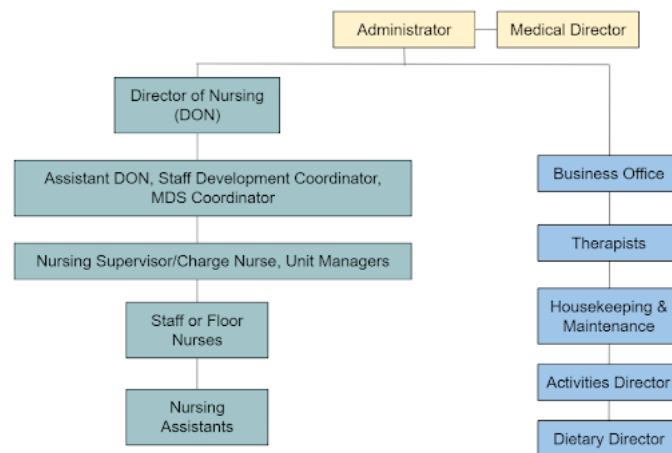 Administrator
Medical Director
Director of Nursing
(DON)
Assistant DON, Staff Development Coordinator,
MDS Coordinator
Nursing Supervisor/Charge Nurse, Unit Managers
Staff or Floor
Nurses
Nursing
Assistants
Business Office
Therapists
Housekeeping &
Maintenance
Activities Director
Dietary Director